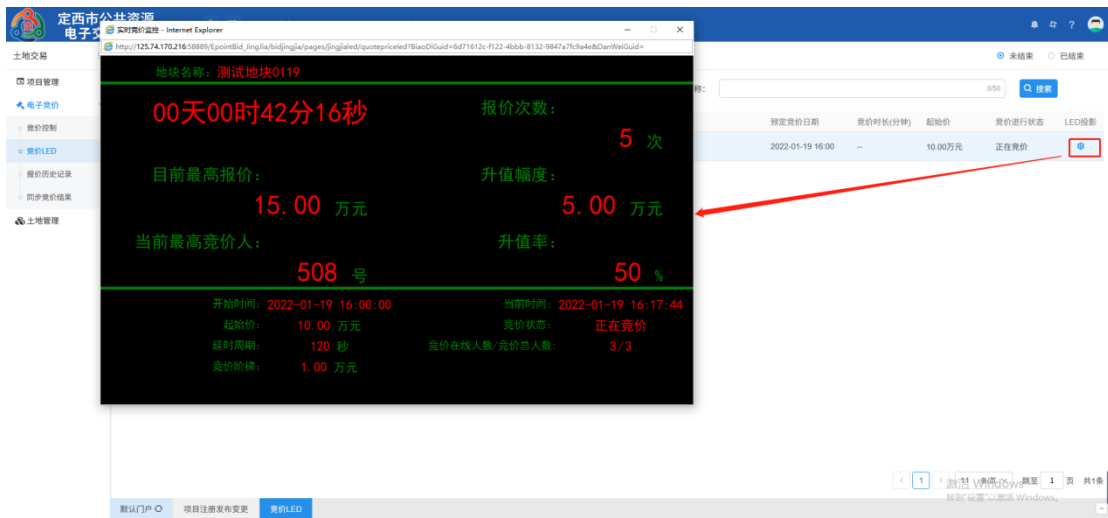 定西市公共资源
电子交
实时竞价监控 - Internet Explorer
http://125.74.170.216:58889/EpointBid_JingJia/bidjingjia/pages/jingjialed/quotepriceled?BiaoDiGuid=6d71612c-f122-4bbb-8132-9847a7fc9a4e&DanWeiGuid=
土地交易
未结束
已结束
项目管理
电子竞价
竞价控制
竞价LED
报价历史记录
同步竞价结果
土地管理
称:
0/50
搜索
预定竞价日期
竞价时长(分钟)
起始价
竞价进行状态
LED投影
2022-01-19 16:00
--
10.00万元
正在竞价
地块名称: 测试地块0119
00天00时42分16秒
报价次数:
5 次
目前最高报价:
升值幅度:
15.00 万元
5.00 万元
当前最高竞价人:
升值率:
508 号
50 %
开始时间: 2022-01-19 16:00:00
当前时间: 2022-01-19 16:17:44
起始价: 10.00 万元
竞价状态: 正在竞价
延时周期: 120 秒
竞价在线人数/竞价总人数: 3/3
竞价阶梯: 1.00 万元
1
跳至 1 页 共1条
激活 Windows
转到"设置"以激活 Windows。
默认门户
项目注册发布变更
竞价LED